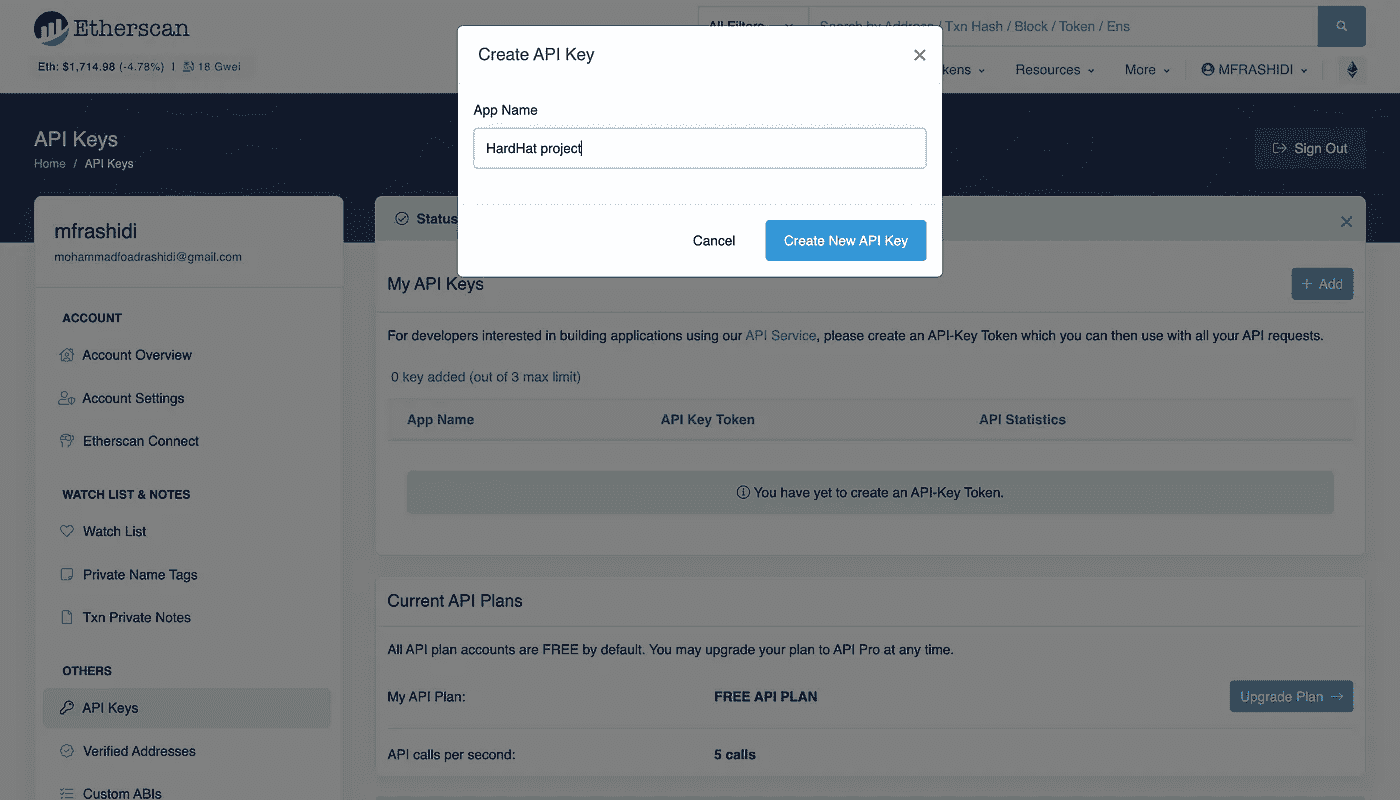 Etherscan
All Filters
Search by Address / Txn Hash / Block / Token / Ens
Eth: $1,714.98 (-4.78%) | 18 Gwei
kens
Resources
More
MFRASHIDI
Create API Key
App Name
HardHat project
Cancel
Create New API Key
API Keys
Home / API Keys
Sign Out
mfrashidi
mohammadfoadrashidi@gmail.com
ACCOUNT
Account Overview
Account Settings
Etherscan Connect
WATCH LIST & NOTES
Watch List
Private Name Tags
Txn Private Notes
OTHERS
API Keys
Verified Addresses
Custom ABIs
Status
My API Keys
+ Add
For developers interested in building applications using our API Service, please create an API-Key Token which you can then use with all your API requests.
0 key added (out of 3 max limit)
App Name
API Key Token
API Statistics
You have yet to create an API-Key Token.
Current API Plans
All API plan accounts are FREE by default. You may upgrade your plan to API Pro at any time.
My API Plan:
FREE API PLAN
Upgrade Plan
API calls per second:
5 calls